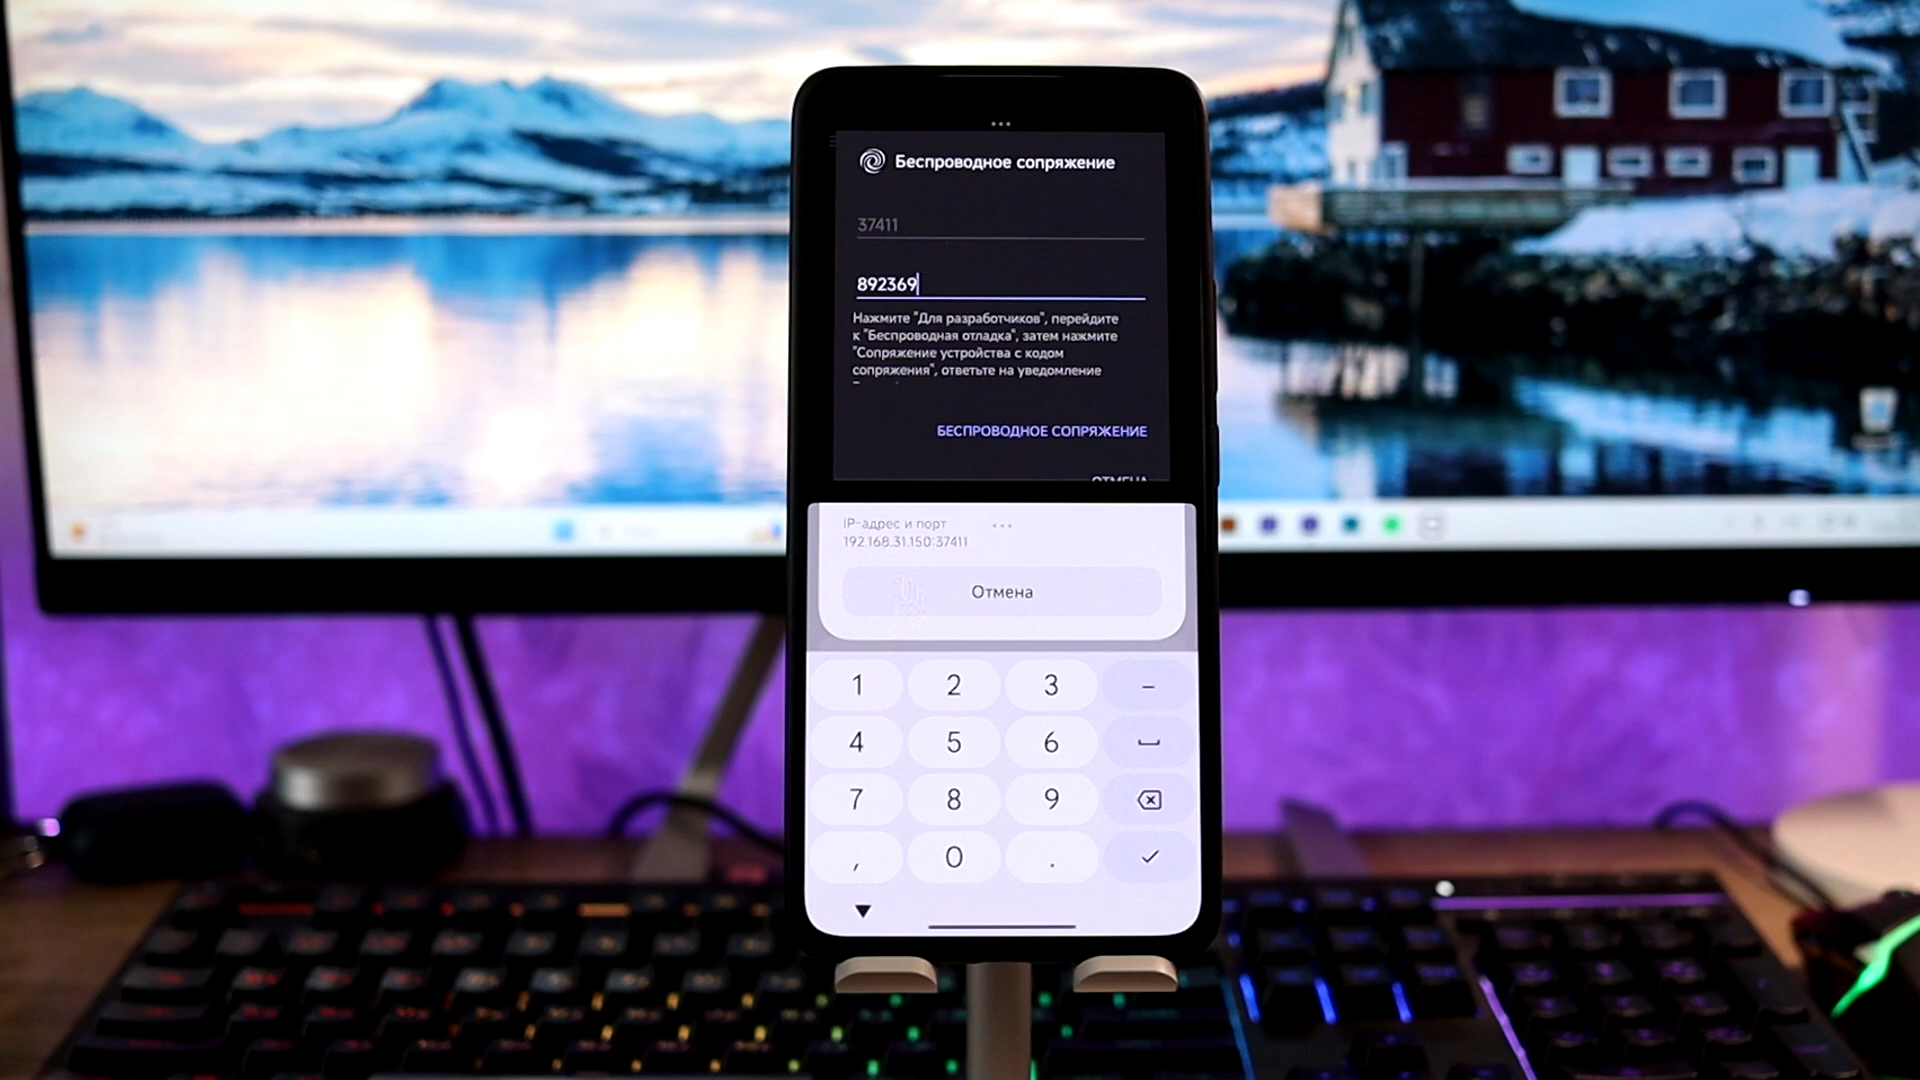 Беспроводное сопряжение
37411
892369
Нажмите "Для разработчиков", перейдите
к "Беспроводная отладка", затем нажмите
"Сопряжение устройства с кодом
сопряжения", ответьте на уведомление
БЕСПРОВОДНОЕ СОПРЯЖЕНИЕ
ОТМЕНА
IP-адрес и порт
192.168.31.150:37411
Отмена
1 2 3 -
4 5 6
7 8 9
, 0 .